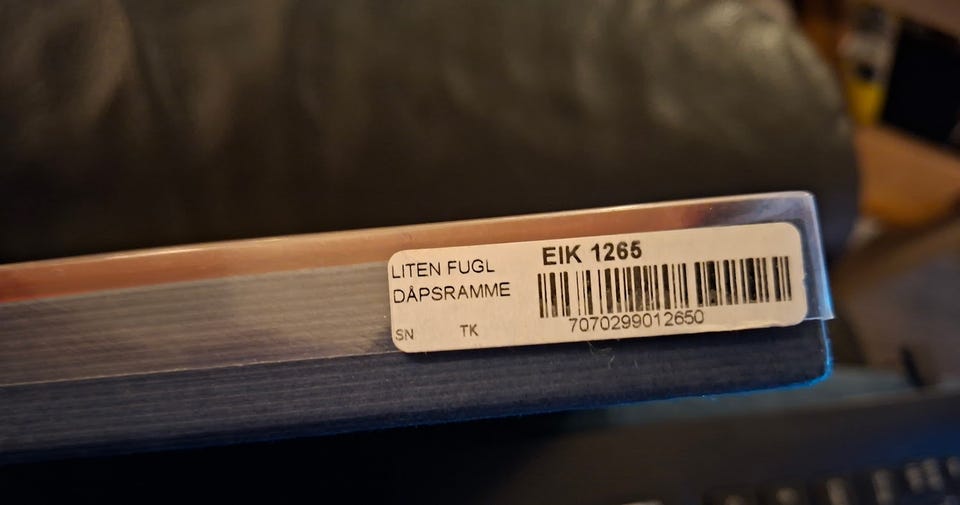 LITEN FUGL
DÅPSRAMME
SN TK
EIK 1265
7070299012650